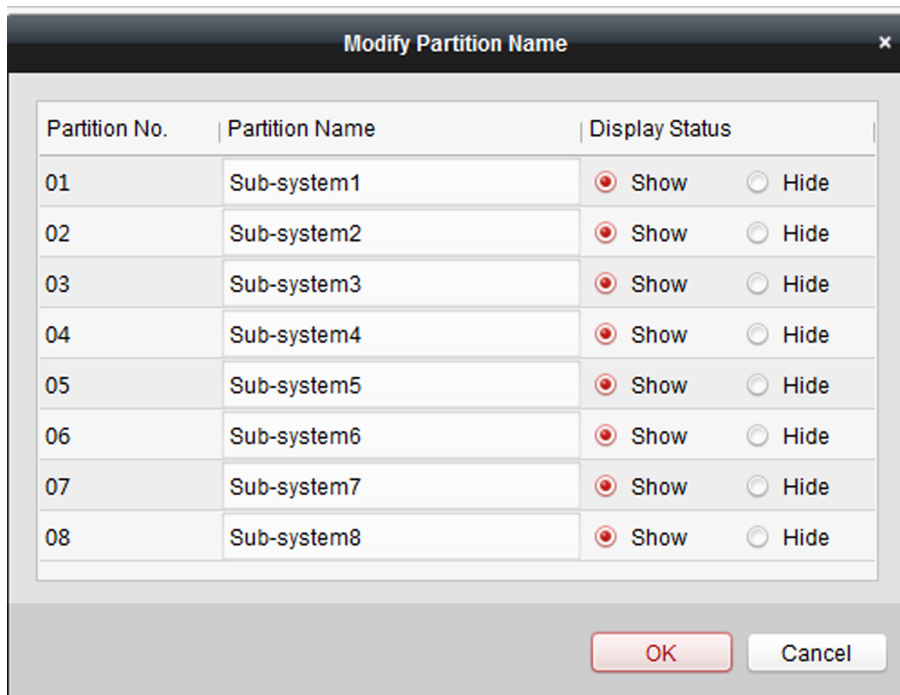 Modify Partition Name ×
Partition No. Partition Name Display Status
01 Sub-system1 Show Hide
02 Sub-system2 Show Hide
03 Sub-system3 Show Hide
04 Sub-system4 Show Hide
05 Sub-system5 Show Hide
06 Sub-system6 Show Hide
07 Sub-system7 Show Hide
08 Sub-system8 Show Hide
OK Cancel